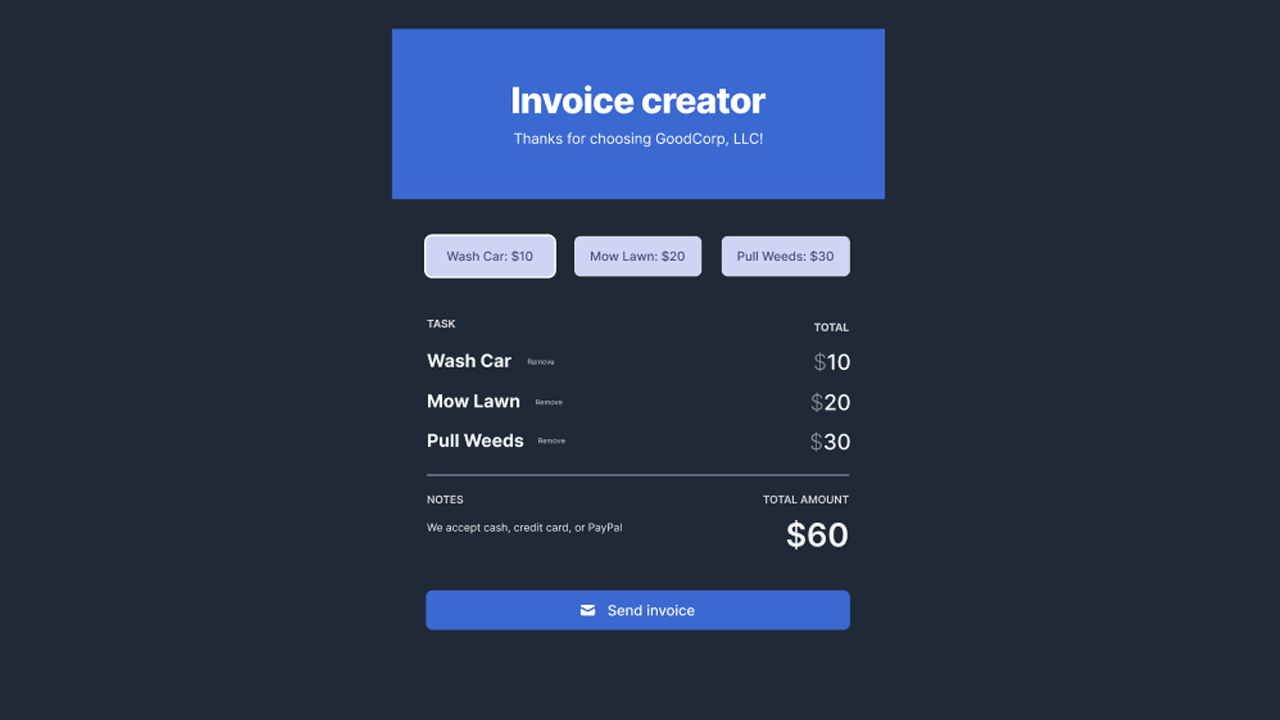 Invoice creator
Thanks for choosing GoodCorp, LLC!
Wash Car: $10 Mow Lawn: $20 Pull Weeds: $30
TASK TOTAL
Wash Car Remove $10
Mow Lawn Remove $20
Pull Weeds Remove $30
NOTES TOTAL AMOUNT
We accept cash, credit card, or PayPal $60
Send invoice